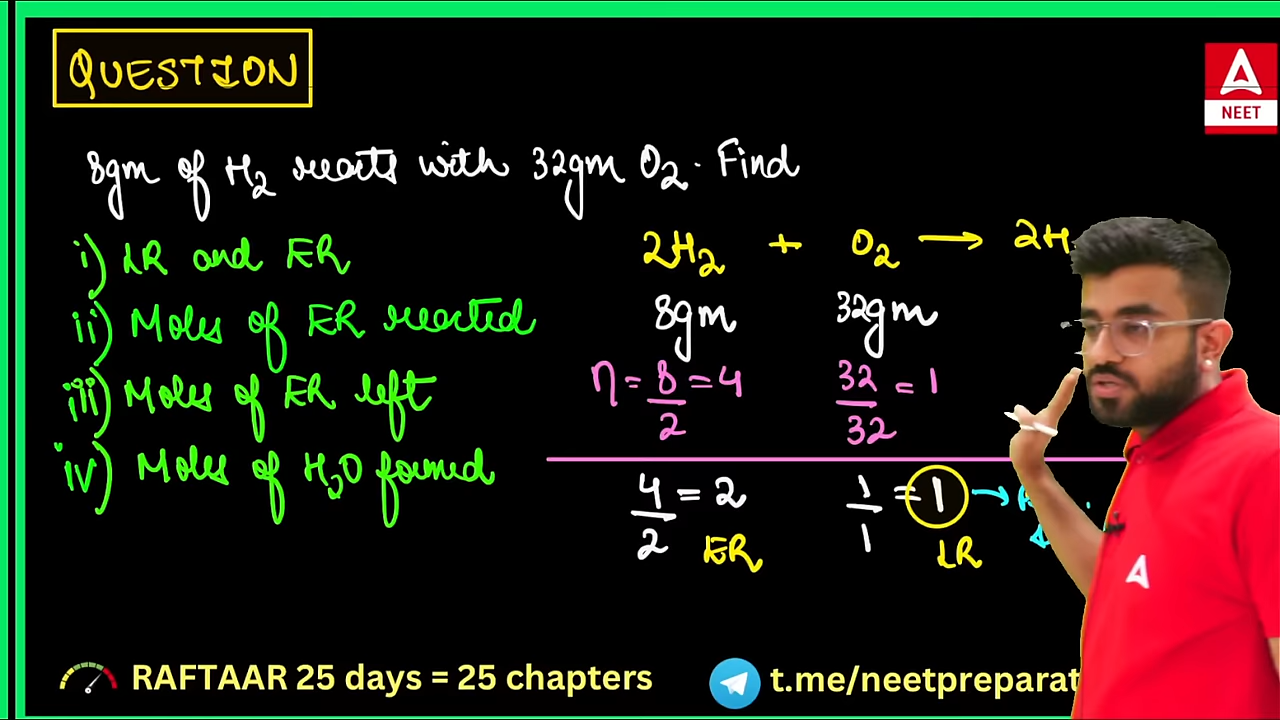 QUESTION
NEET
8gm of H2 reacts with 32gm O2. Find
i) LR and ER
ii) Moles of ER reacted
iii) Moles of ER left
iv) Moles of H2O formed
2H2 + O2 → 2H
8gm 32gm
η = 8/2 = 4 32/32 = 1
4/2 = 2 1/1 = 1 →
ER LR
RAFTAAR 25 days = 25 chapters
t.me/neetpreparat